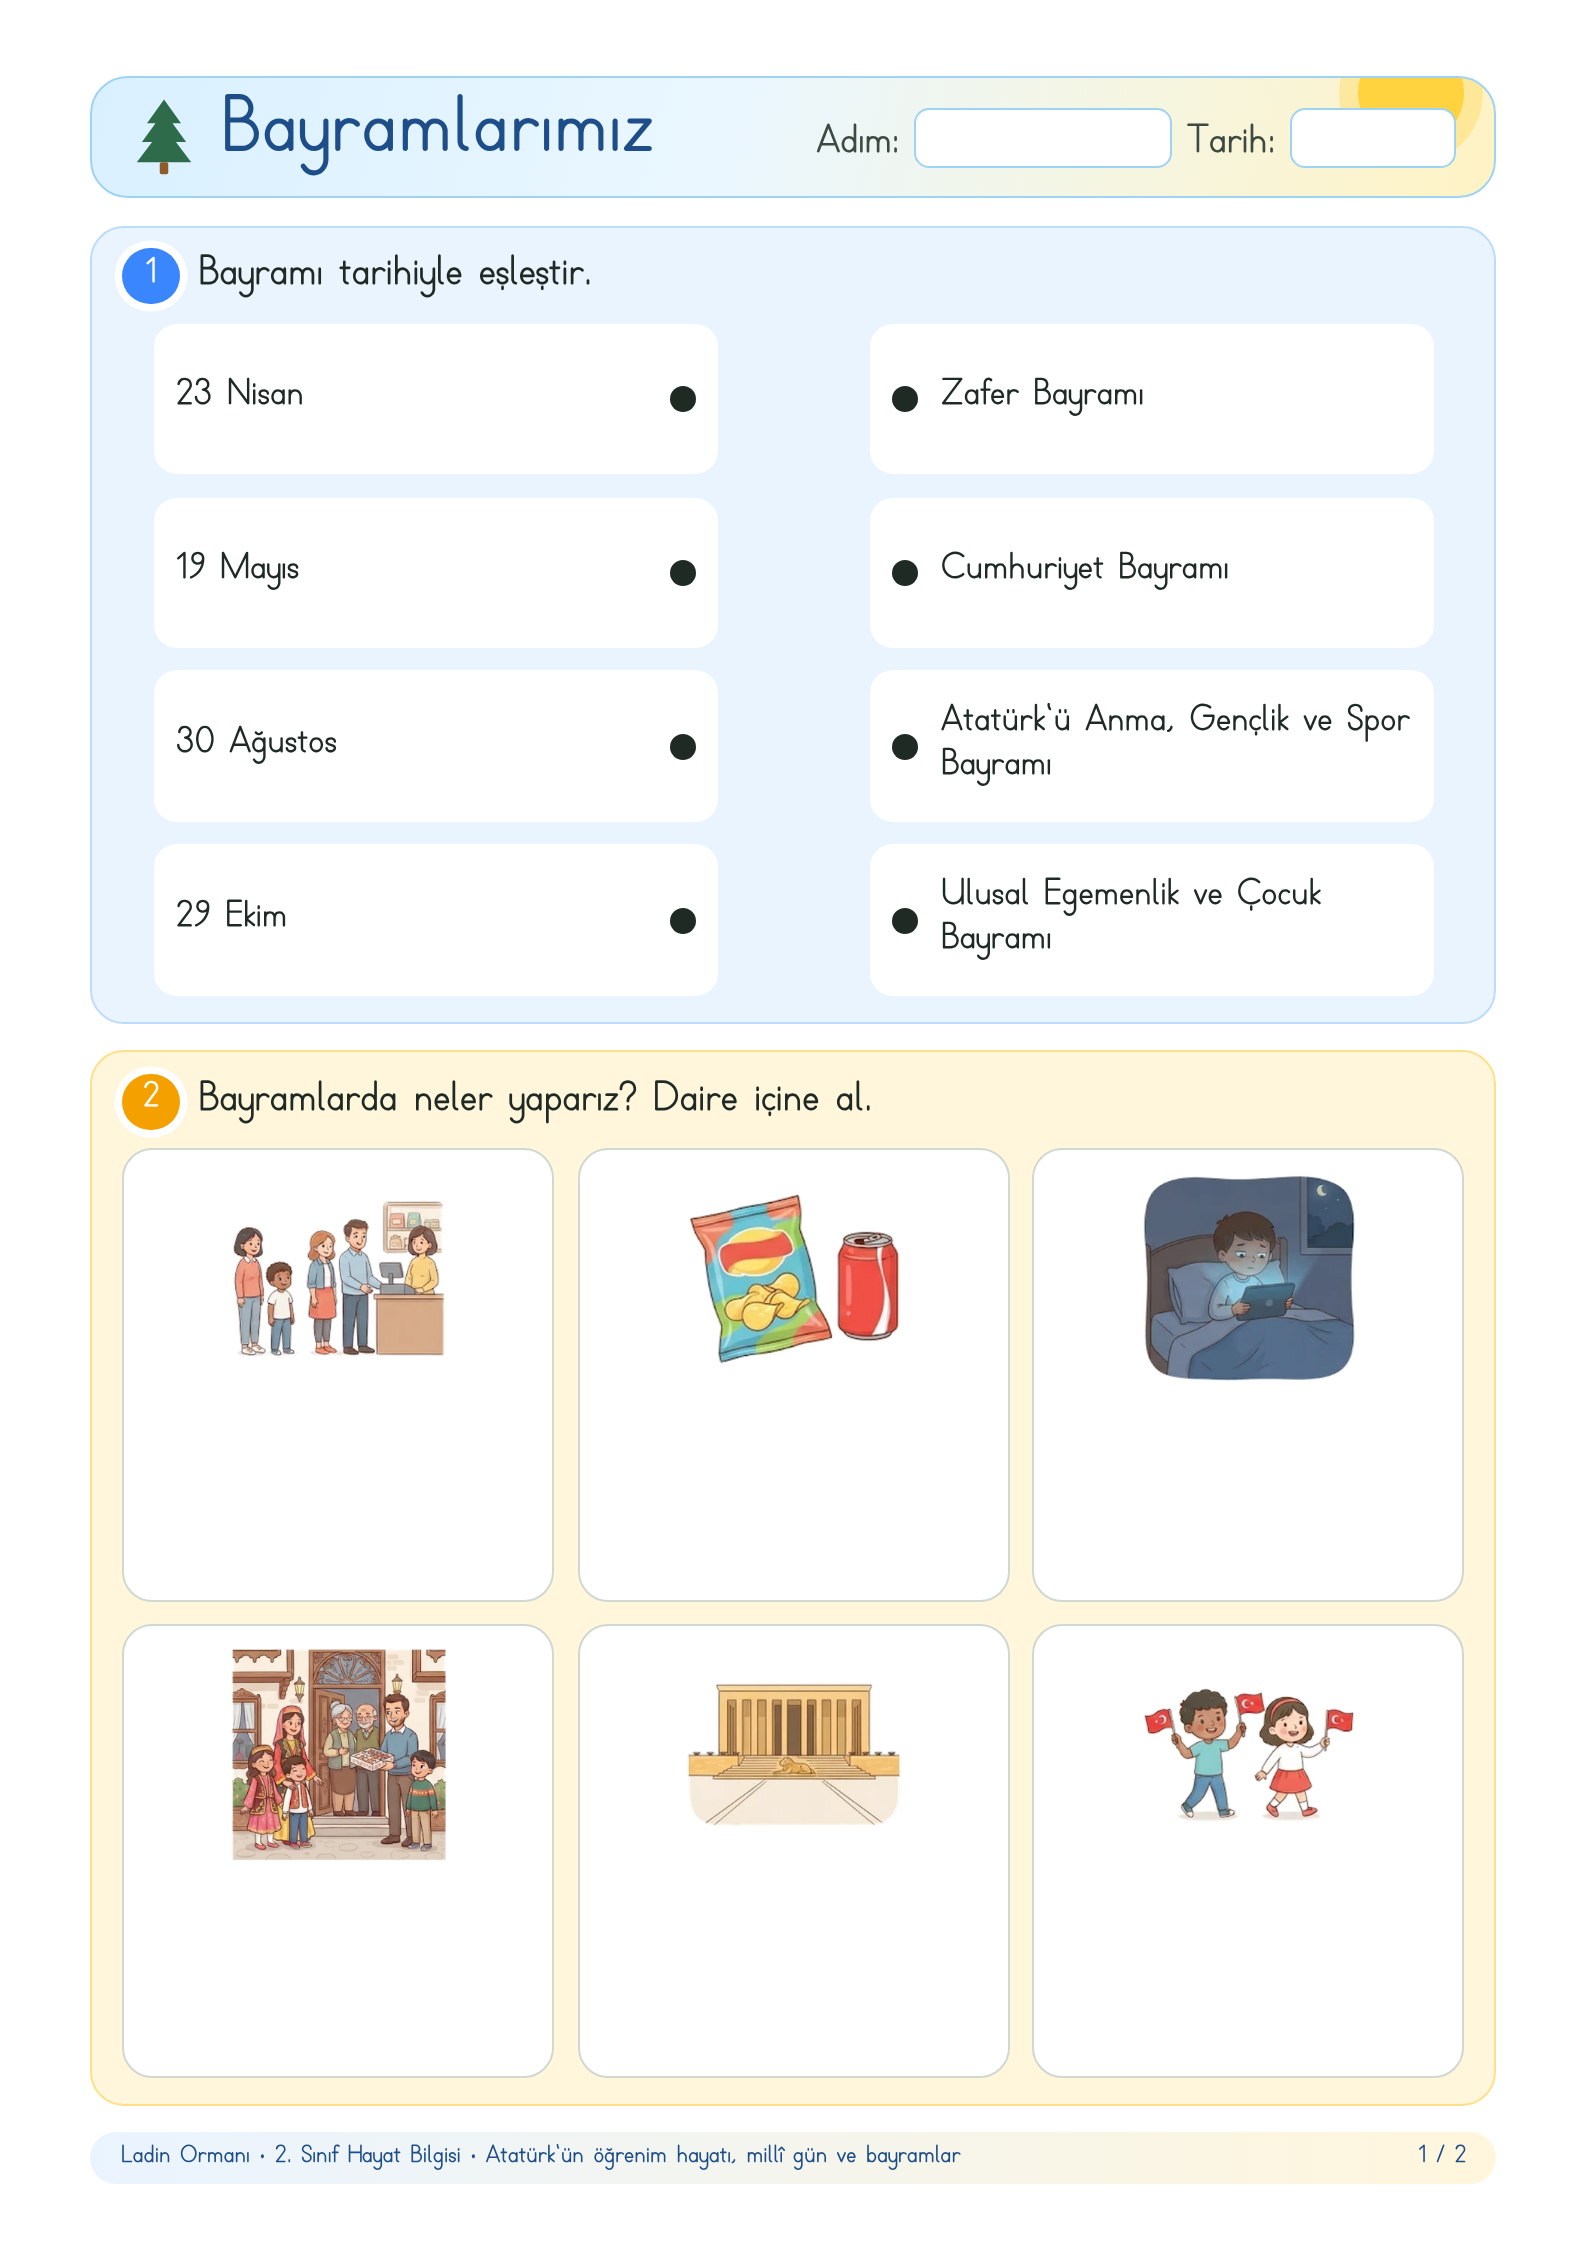 Bayramlarımız
Adım:
Tarih:
1
Bayramı tarihiyle eşleştir.
23 Nisan
Zafer Bayramı
19 Mayıs
Cumhuriyet Bayramı
30 Ağustos
Atatürk'ü Anma, Gençlik ve Spor
Bayramı
29 Ekim
Ulusal Egemenlik ve Çocuk
Bayramı
2
Bayramlarda neler yaparız? Daire içine al.
Ladin Ormanı • 2. Sınıf Hayat Bilgisi • Atatürk'ün öğrenim hayatı, millî gün ve bayramlar
1 / 2